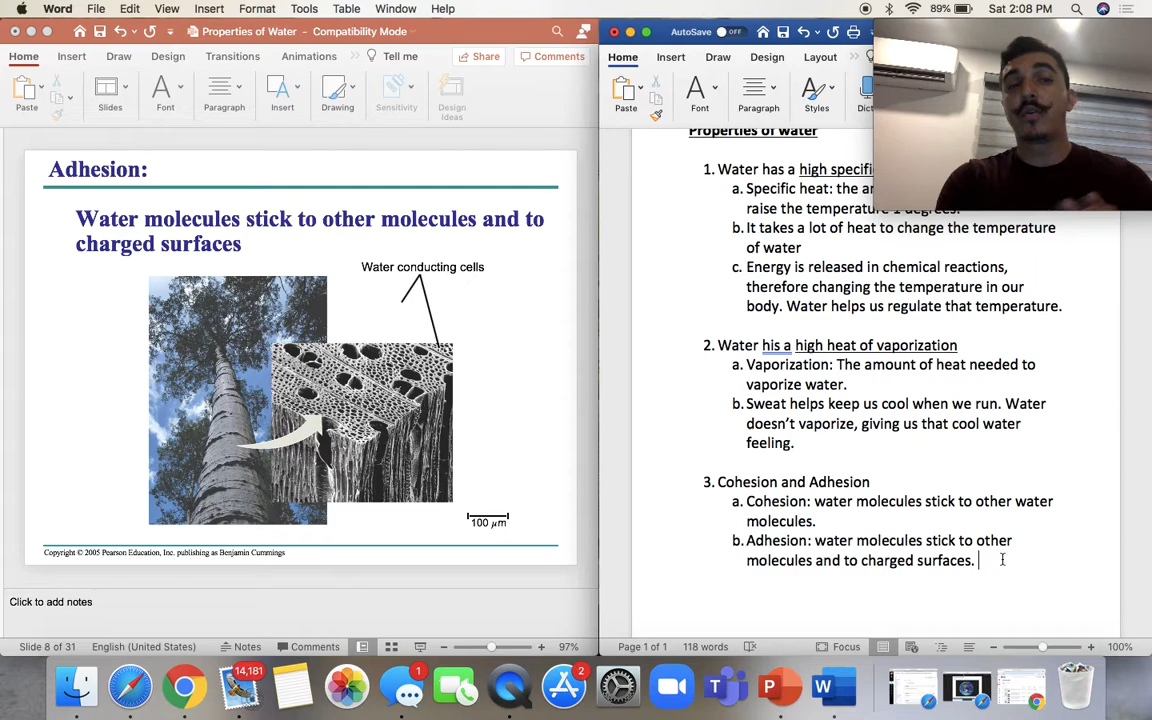 Word File Edit View Insert Format Tools Table Window Help
89% Sat 2:08 PM
Properties of Water - Compatibility Mode
AutoSave OFF
Home Insert Draw Design Transitions Animations Tell me Share Comments
Home Insert Draw Design Layout
Paste Slides Font Paragraph Insert Drawing Sensitivity Design Ideas
Paste Font Paragraph Styles
Adhesion:
Water molecules stick to other molecules and to
charged surfaces
Water conducting cells
100 µm
Copyright © 2005 Pearson Education, Inc. publishing as Benjamin Cummings
Click to add notes
Slide 8 of 31 English (United States) Notes Comments 97%
Properties of water
1. Water has a high specifi
a. Specific heat: the
raise the temperature 1 degrees.
b. It takes a lot of heat to change the temperature
of water
c. Energy is released in chemical reactions,
therefore changing the temperature in our
body. Water helps us regulate that temperature.
2. Water his a high heat of vaporization
a. Vaporization: The amount of heat needed to
vaporize water.
b. Sweat helps keep us cool when we run. Water
doesn’t vaporize, giving us that cool water
feeling.
3. Cohesion and Adhesion
a. Cohesion: water molecules stick to other water
molecules.
b. Adhesion: water molecules stick to other
molecules and to charged surfaces.
Page 1 of 1 118 words Focus 100%
14,181
1
2